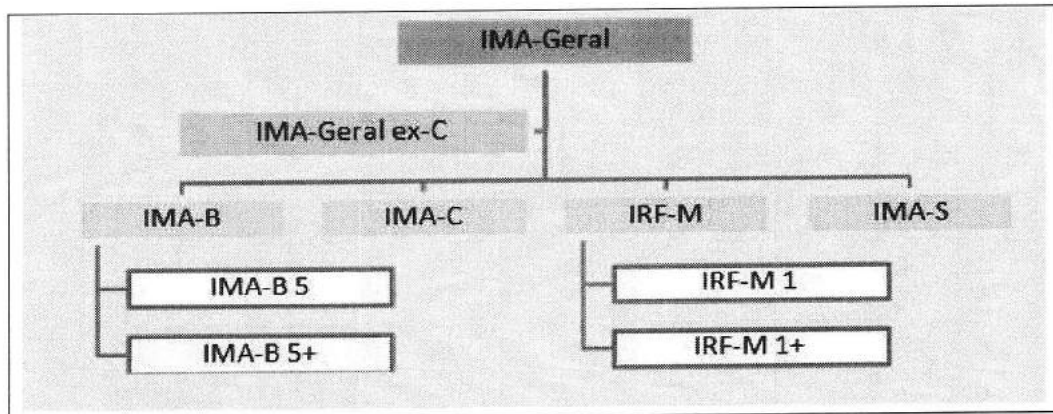 IMA-Geral
IMA-Geral ex-C
IMA-B IMA-C IRF-M IMA-S
IMA-B 5 IRF-M 1
IMA-B 5+ IRF-M 1+